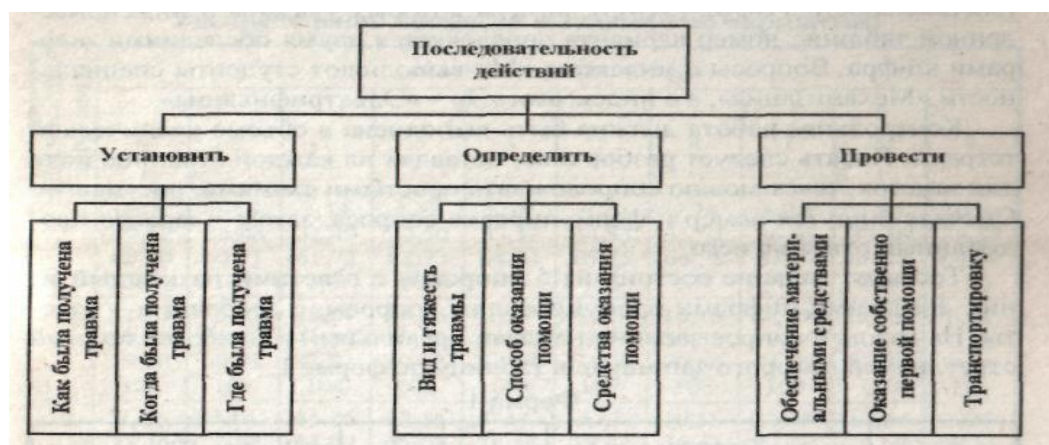 Последовательность
действий
Установить
Определить
Провести
Как была получена
травма
Когда была получена
травма
Где была получена
травма
Вид и тяжесть
травмы
Способ оказания
помощи
Средства оказания
помощи
Обеспечение матери-
альными средствами
Оказание собственно
первой помощи
Транспортировку